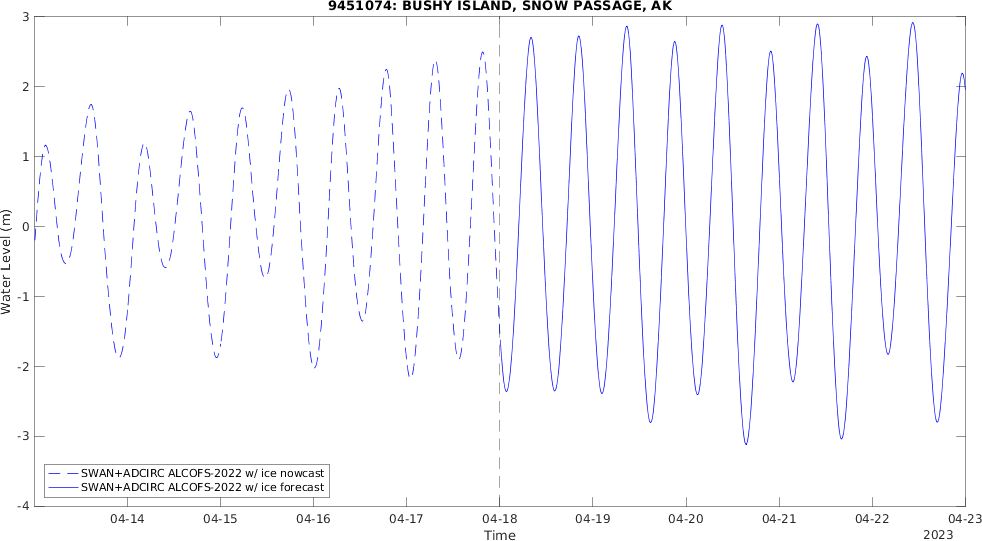 9451074: BUSHY ISLAND, SNOW PASSAGE, AK
3
2
1
0
-1
-2
-3
-4
Water Level (m)
SWAN+ADCIRC ALCOFS-2022 w/ ice nowcast
SWAN+ADCIRC ALCOFS-2022 w/ ice forecast
04-14 04-15 04-16 04-17 04-18 04-19 04-20 04-21 04-22 04-23
Time
2023